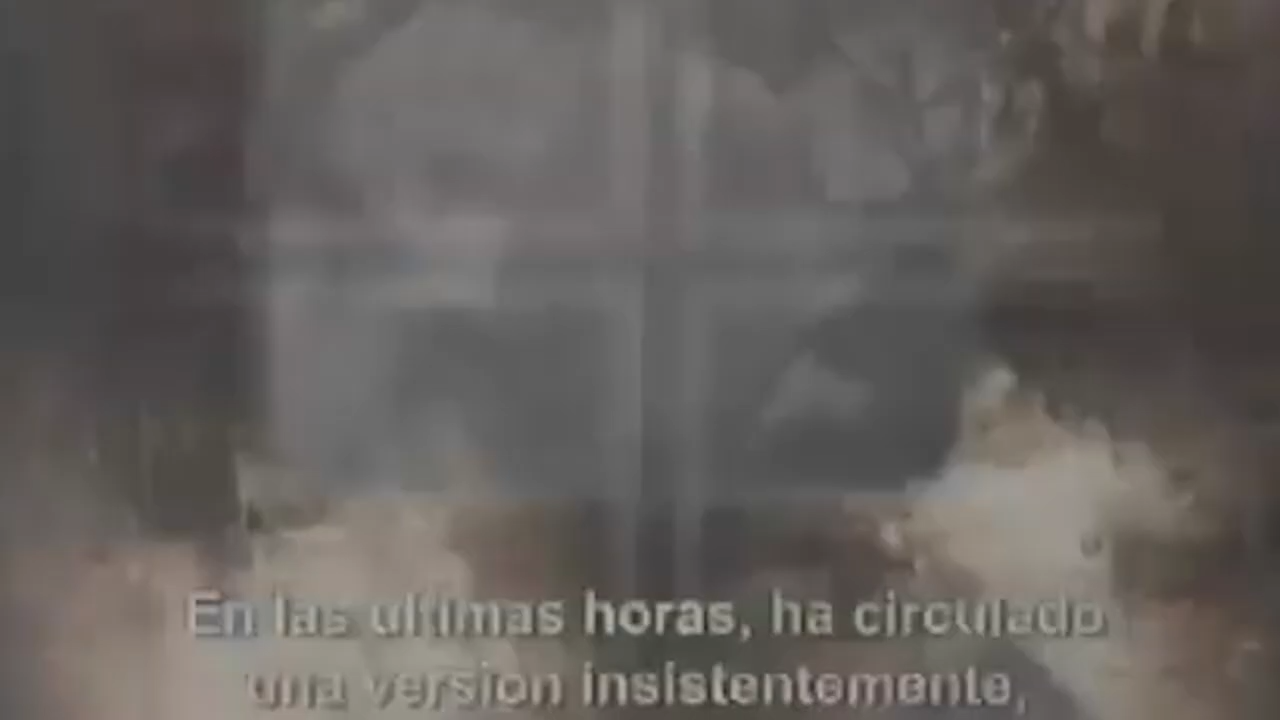 En las ultimas horas, ha circulado
una version insistentemente,